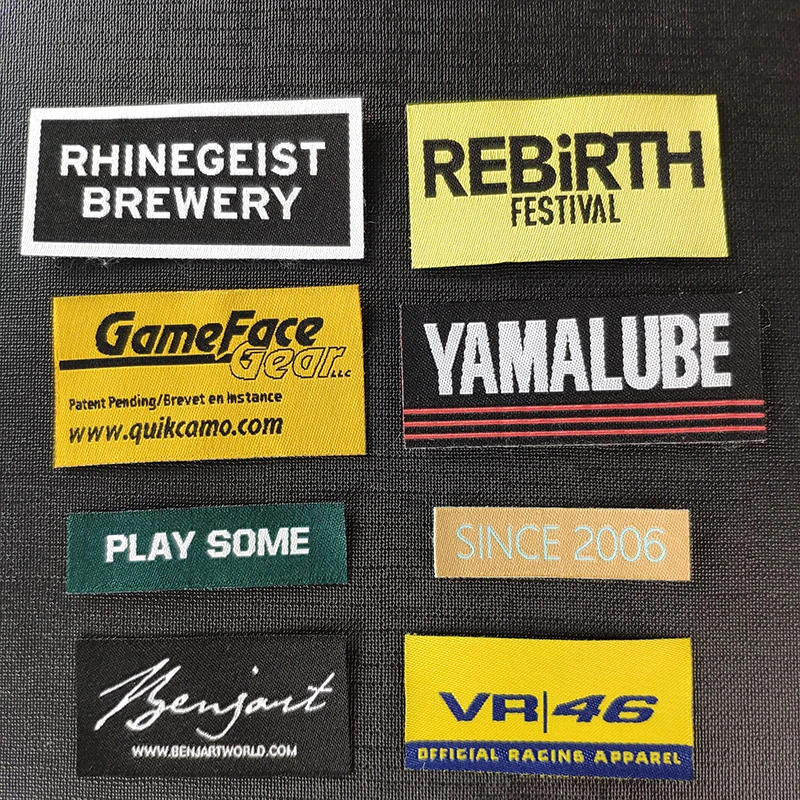 RHINEGEIST
BREWERY
REBiRTH
FESTIVAL
GameFace
Gear LLC
Patent Pending/Brevet en Instance
www.quikcamo.com
YAMALUBE
PLAY SOME
SINCE 2006
Benjart
WWW.BENJARTWORLD.COM
VR|46
OFFICIAL RACING APPAREL